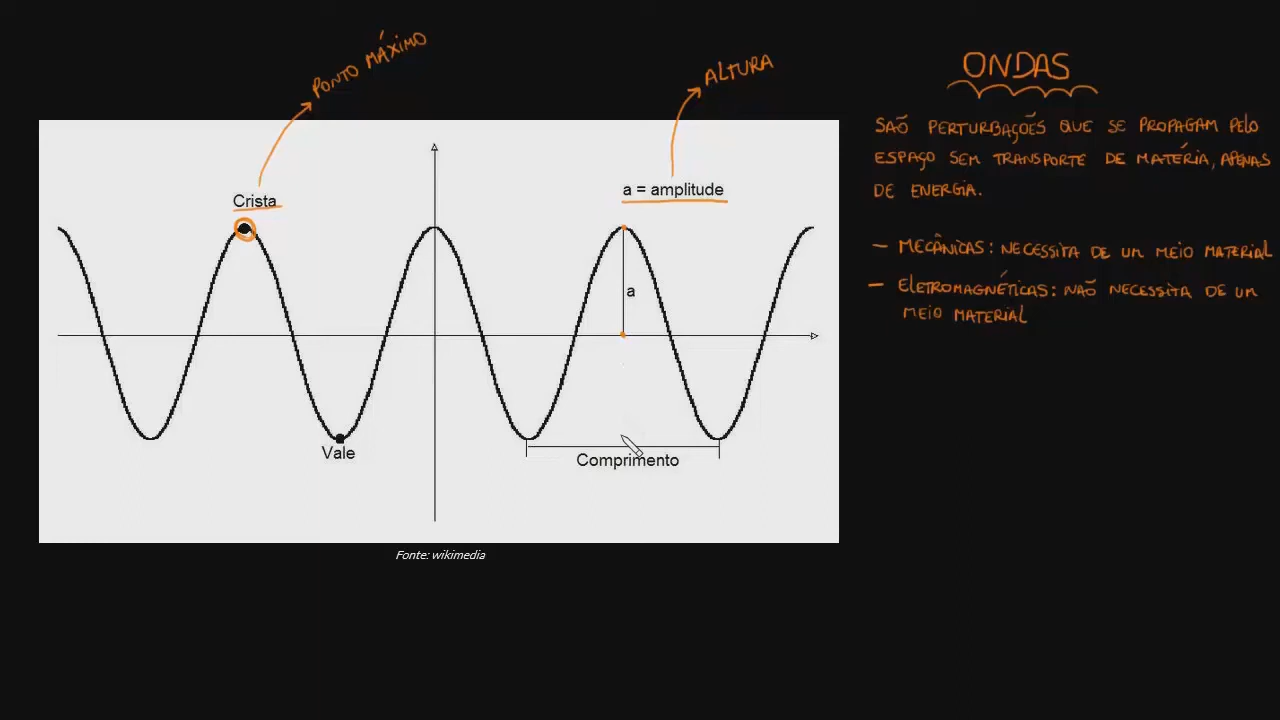 PONTO MÁXIMO
ALTURA
Crista
a = amplitude
a
Vale
Comprimento
Fonte: wikimedia
ONDAS
SAÕ PERTURBAÇÕES QUE SE PROPAGAM PELO
ESPAÇO SEM TRANSPORTE DE MATÉRIA, APENAS
DE ENERGIA.
- MECÂNICAS: NECESSITA DE UM MEIO MATERIAL
- ELETROMAGNÉTICAS: NÃO NECESSITA DE UM
MEIO MATERIAL